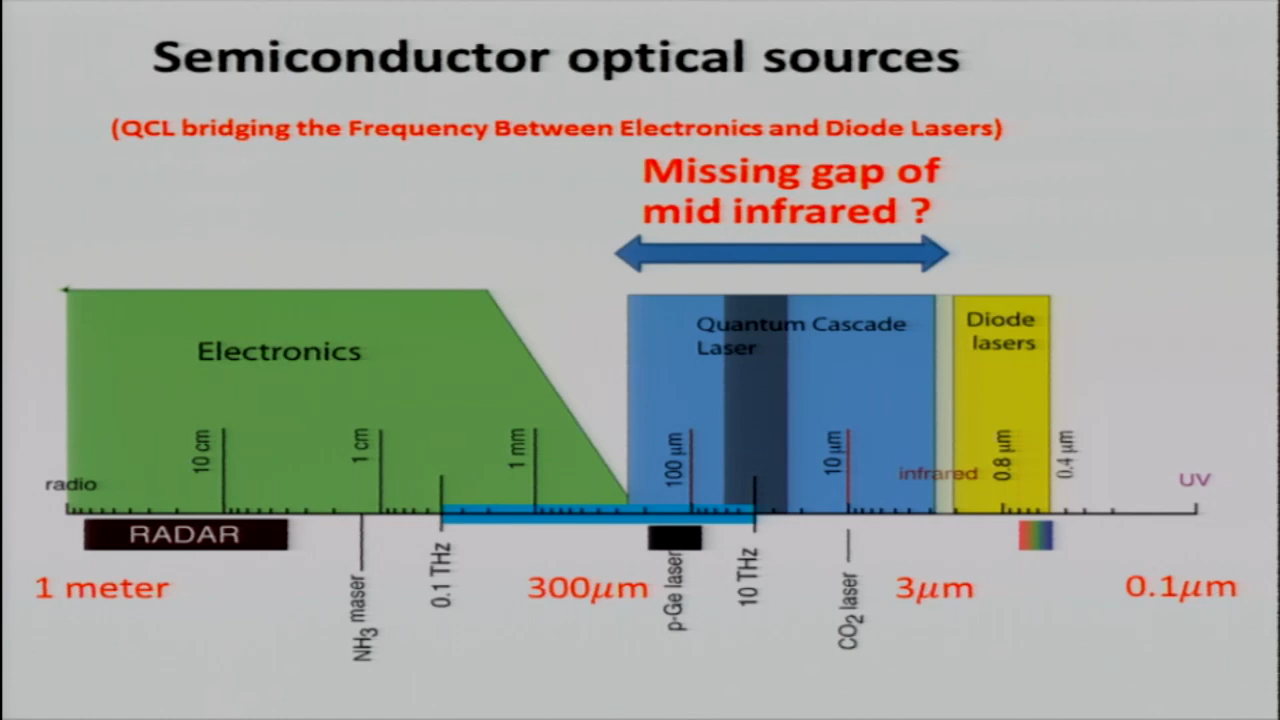 Semiconductor optical sources
(QCL bridging the Frequency Between Electronics and Diode Lasers)
Missing gap of
mid infrared ?
Electronics
Quantum Cascade
Laser
Diode
lasers
10 cm
1 cm
1 mm
100 µm
10 µm
infrared
0.8 µm
0.4 µm
radio
UV
RADAR
1 meter
NH3 maser
0.1 THz
300µm
p-Ge laser
10 THz
CO2 laser
3µm
0.1µm